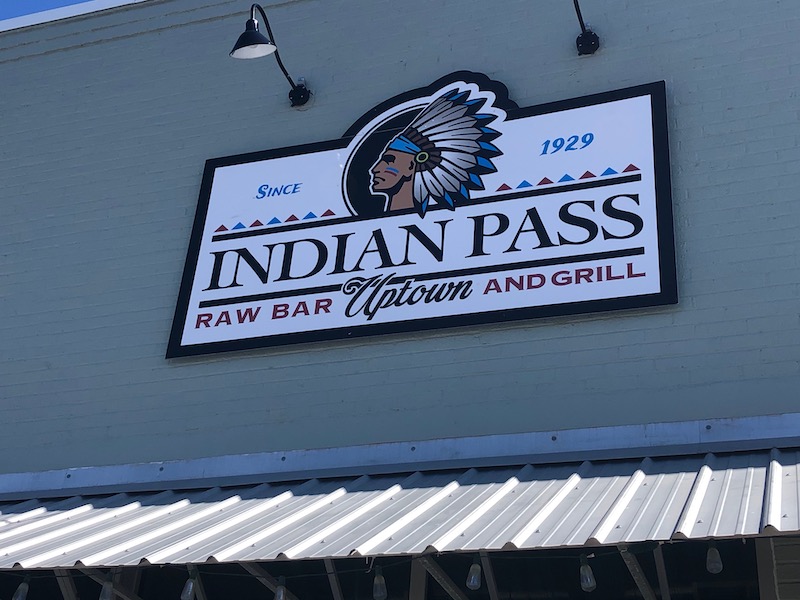 SINCE 1929
INDIAN PASS
RAW BAR Uptown AND GRILL